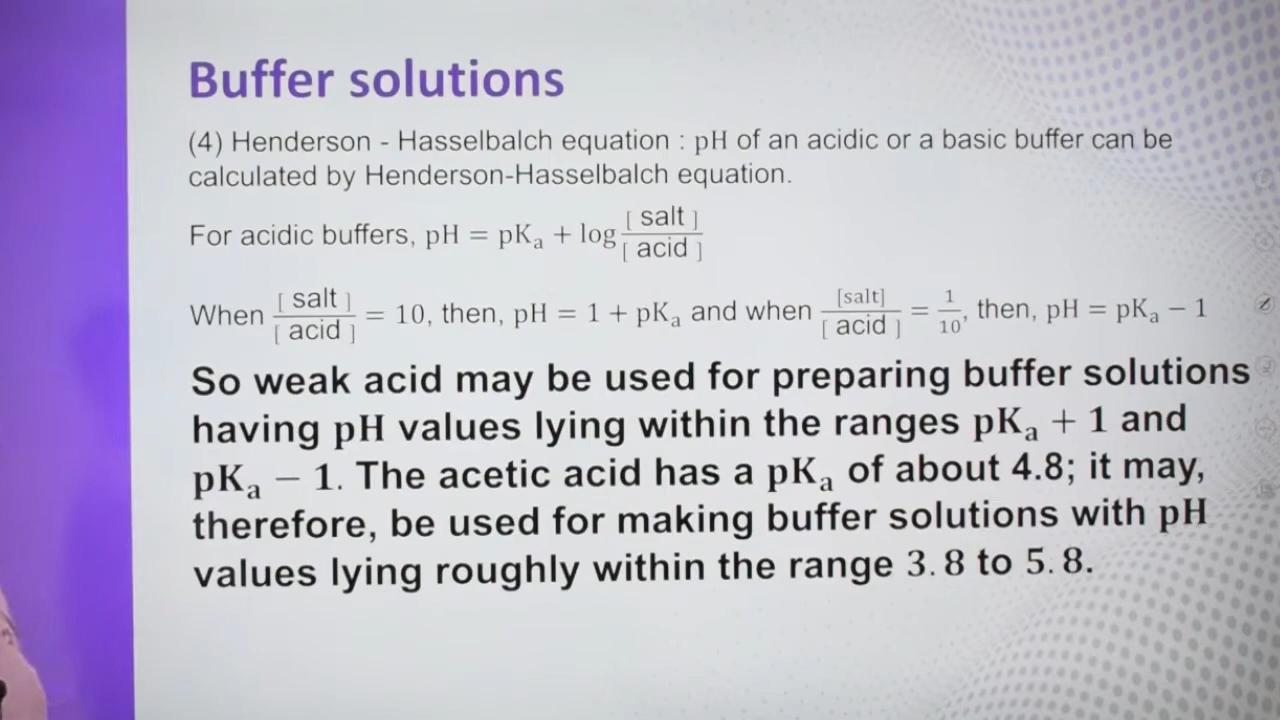 Buffer solutions
(4) Henderson - Hasselbalch equation : pH of an acidic or a basic buffer can be
calculated by Henderson-Hasselbalch equation.
For acidic buffers, pH = pKₐ + log [ salt ] / [ acid ]
When [ salt ] / [ acid ] = 10, then, pH = 1 + pKₐ and when [salt] / [ acid ] = 1/10, then, pH = pKₐ − 1
So weak acid may be used for preparing buffer solutions
having pH values lying within the ranges pKₐ + 1 and
pKₐ − 1. The acetic acid has a pKₐ of about 4.8; it may,
therefore, be used for making buffer solutions with pH
values lying roughly within the range 3.8 to 5.8.